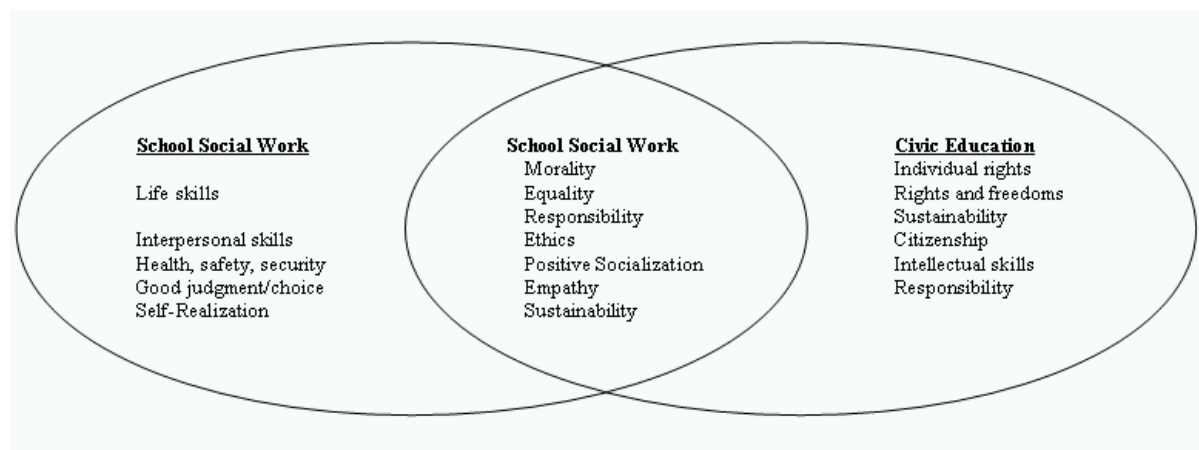 School Social Work
Life skills
Interpersonal skills
Health, safety, security
Good judgment/choice
Self-Realization
School Social Work
Morality
Equality
Responsibility
Ethics
Positive Socialization
Empathy
Sustainability
Civic Education
Individual rights
Rights and freedoms
Sustainability
Citizenship
Intellectual skills
Responsibility